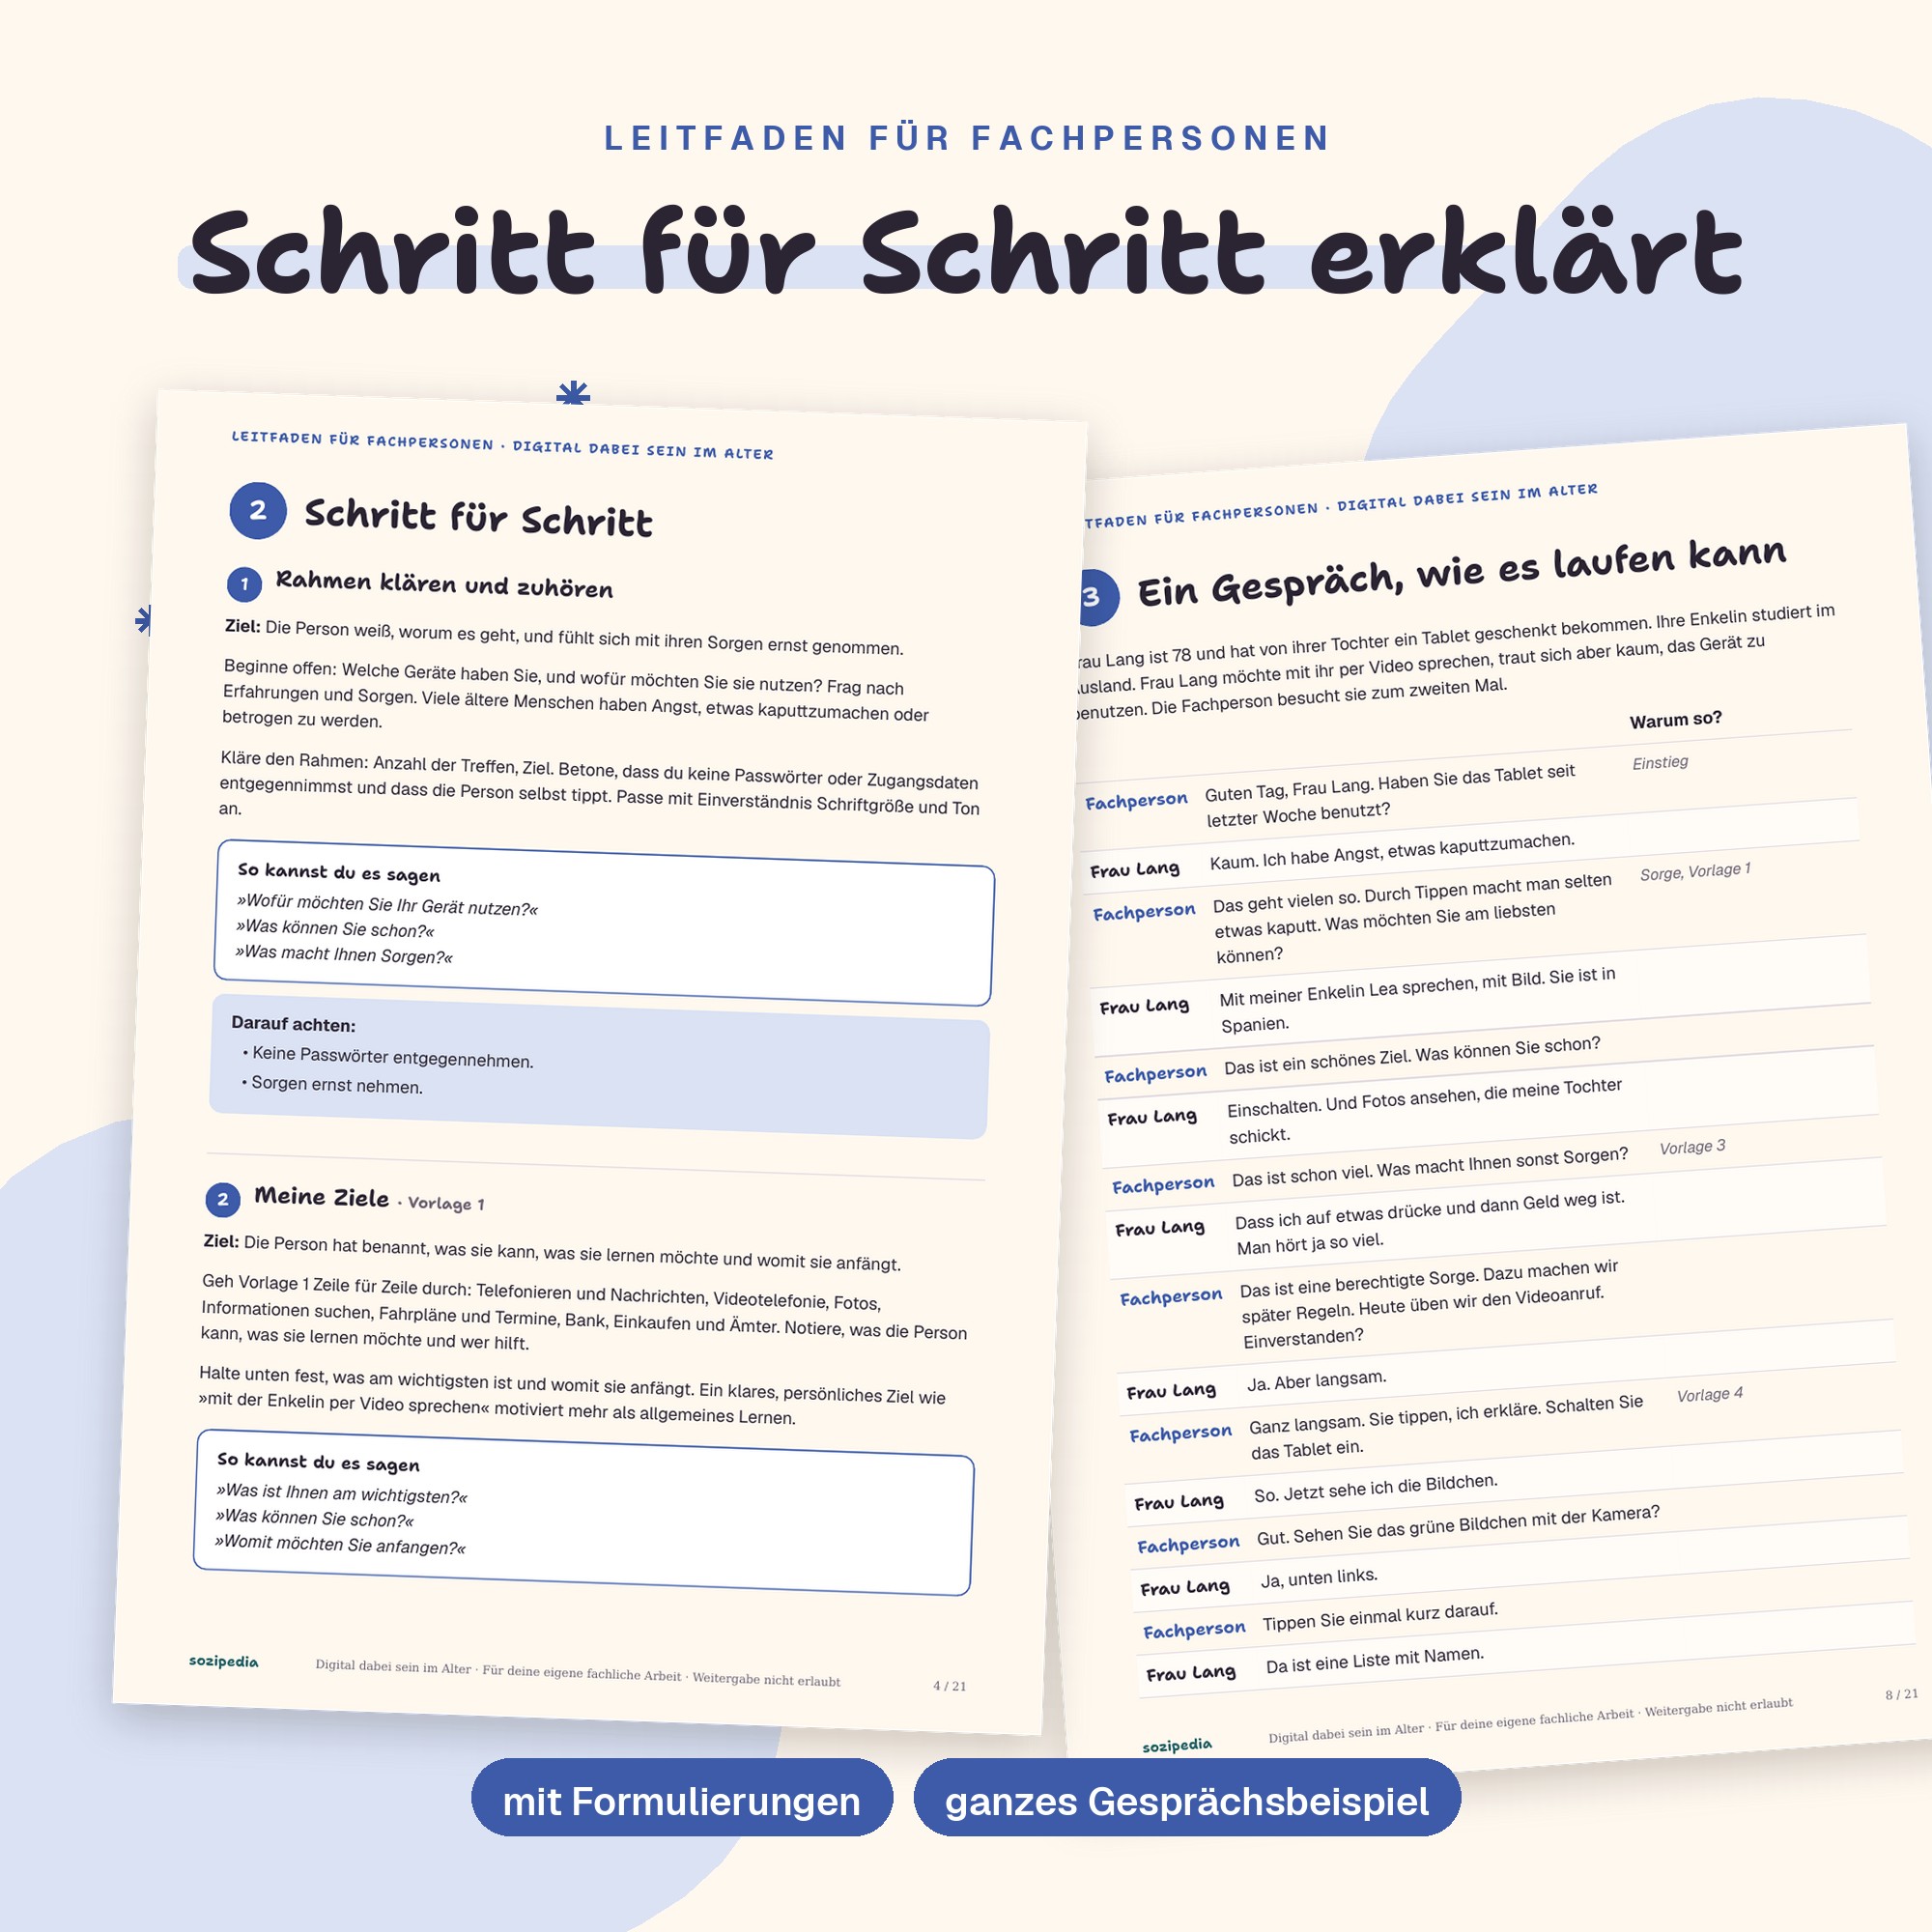 LEITFADEN FÜR FACHPERSONEN
Schritt für Schritt erklärt
LEITFADEN FÜR FACHPERSONEN · DIGITAL DABEI SEIN IM ALTER
2 Schritt für Schritt
1 Rahmen klären und zuhören
Ziel: Die Person weiß, worum es geht, und fühlt sich mit ihren Sorgen ernst genommen.
Beginne offen: Welche Geräte haben Sie, und wofür möchten Sie sie nutzen? Frag nach
Erfahrungen und Sorgen. Viele ältere Menschen haben Angst, etwas kaputtzumachen oder
betrogen zu werden.
Kläre den Rahmen: Anzahl der Treffen, Ziel. Betone, dass du keine Passwörter oder Zugangsdaten
entgegennimmst und dass die Person selbst tippt. Passe mit Einverständnis Schriftgröße und Ton
an.
So kannst du es sagen
»Wofür möchten Sie Ihr Gerät nutzen?«
»Was können Sie schon?«
»Was macht Ihnen Sorgen?«
Darauf achten:
• Keine Passwörter entgegennehmen.
• Sorgen ernst nehmen.
2 Meine Ziele · Vorlage 1
Ziel: Die Person hat benannt, was sie kann, was sie lernen möchte und womit sie anfängt.
Geh Vorlage 1 Zeile für Zeile durch: Telefonieren und Nachrichten, Videotelefonie, Fotos,
Informationen suchen, Fahrpläne und Termine, Bank, Einkaufen und Ämter. Notiere, was die Person
kann, was sie lernen möchte und wer hilft.
Halte unten fest, was am wichtigsten ist und womit sie anfängt. Ein klares, persönliches Ziel wie
»mit der Enkelin per Video sprechen« motiviert mehr als allgemeines Lernen.
So kannst du es sagen
»Was ist Ihnen am wichtigsten?«
»Was können Sie schon?«
»Womit möchten Sie anfangen?«
sozipedia Digital dabei sein im Alter · Für deine eigene fachliche Arbeit · Weitergabe nicht erlaubt 4 / 21
TFADEN FÜR FACHPERSONEN · DIGITAL DABEI SEIN IM ALTER
3 Ein Gespräch, wie es laufen kann
rau Lang ist 78 und hat von ihrer Tochter ein Tablet geschenkt bekommen. Ihre Enkelin studiert im
usland. Frau Lang möchte mit ihr per Video sprechen, traut sich aber kaum, das Gerät zu
benutzen. Die Fachperson besucht sie zum zweiten Mal.
Warum so?
Fachperson Guten Tag, Frau Lang. Haben Sie das Tablet seit Einstieg
letzter Woche benutzt?
Frau Lang Kaum. Ich habe Angst, etwas kaputtzumachen.
Fachperson Das geht vielen so. Durch Tippen macht man selten Sorge, Vorlage 1
etwas kaputt. Was möchten Sie am liebsten
können?
Frau Lang Mit meiner Enkelin Lea sprechen, mit Bild. Sie ist in
Spanien.
Fachperson Das ist ein schönes Ziel. Was können Sie schon?
Frau Lang Einschalten. Und Fotos ansehen, die meine Tochter
schickt.
Fachperson Das ist schon viel. Was macht Ihnen sonst Sorgen? Vorlage 3
Frau Lang Dass ich auf etwas drücke und dann Geld weg ist.
Man hört ja so viel.
Fachperson Das ist eine berechtigte Sorge. Dazu machen wir
später Regeln. Heute üben wir den Videoanruf.
Einverstanden?
Frau Lang Ja. Aber langsam.
Fachperson Ganz langsam. Sie tippen, ich erkläre. Schalten Sie Vorlage 4
das Tablet ein.
Frau Lang So. Jetzt sehe ich die Bildchen.
Fachperson Gut. Sehen Sie das grüne Bildchen mit der Kamera?
Frau Lang Ja, unten links.
Fachperson Tippen Sie einmal kurz darauf.
Frau Lang Da ist eine Liste mit Namen.
sozipedia Digital dabei sein im Alter · Für deine eigene fachliche Arbeit · Weitergabe nicht erlaubt 8 / 21
mit Formulierungen
ganzes Gesprächsbeispiel